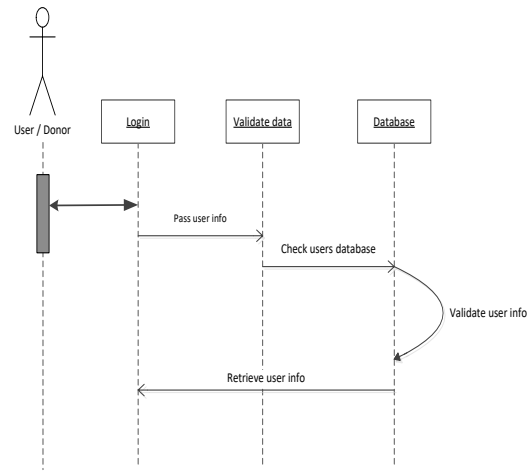 User / Donor
Login
Validate data
Database
Pass user info
Check users database
Validate user info
Retrieve user info